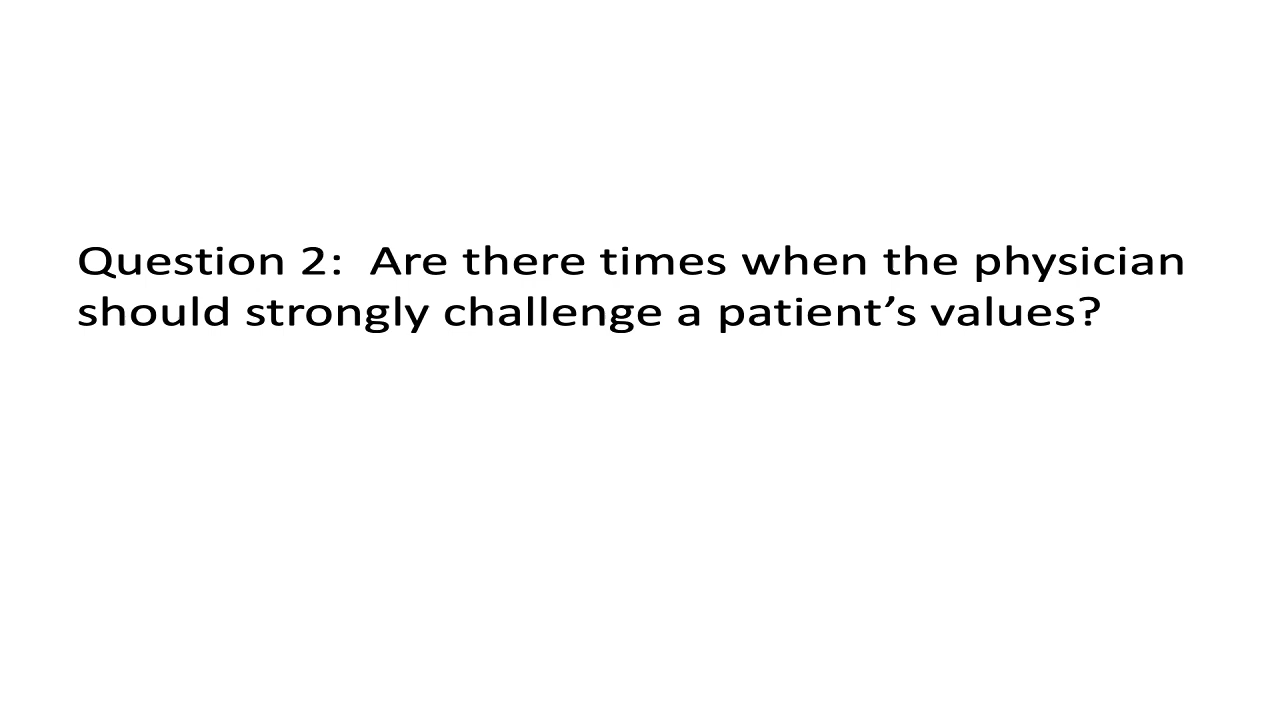 Question 2:  Are there times when the physician
should strongly challenge a patient’s values?